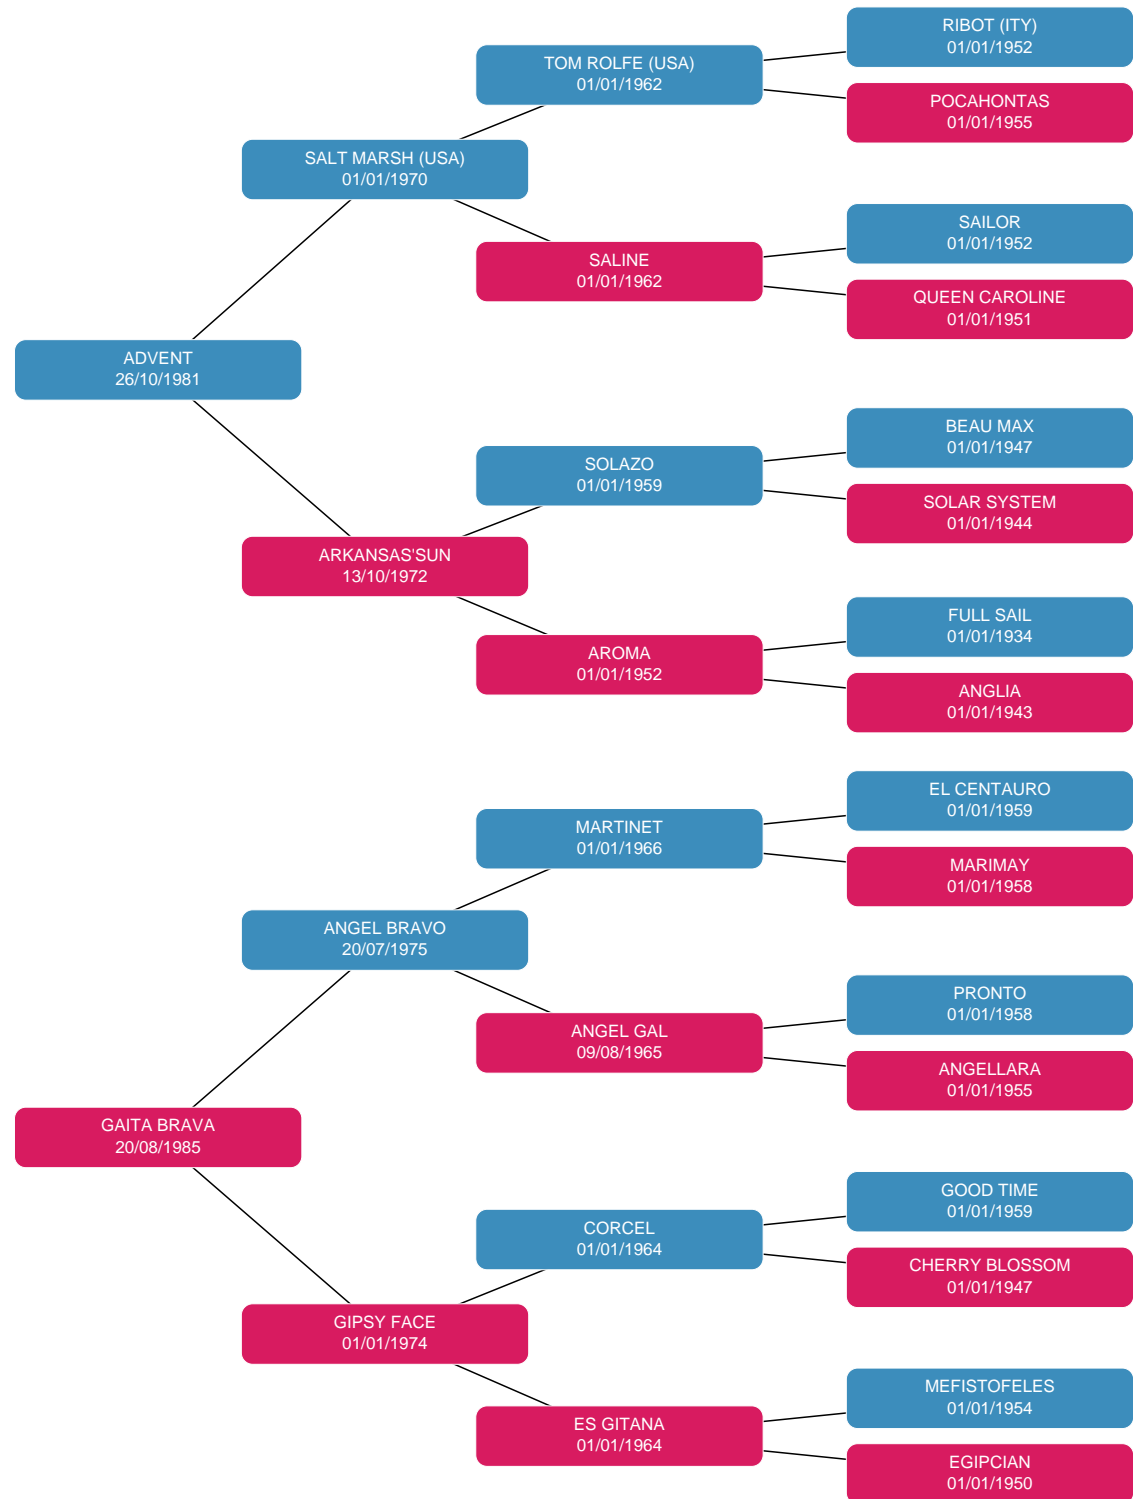 RIBOT (ITY)
01/01/1952
TOM ROLFE (USA)
01/01/1962
POCAHONTAS
01/01/1955
SALT MARSH (USA)
01/01/1970
SAILOR
01/01/1952
SALINE
01/01/1962
QUEEN CAROLINE
01/01/1951
ADVENT
26/10/1981
BEAU MAX
01/01/1947
SOLAZO
01/01/1959
SOLAR SYSTEM
01/01/1944
ARKANSAS'SUN
13/10/1972
FULL SAIL
01/01/1934
AROMA
01/01/1952
ANGLIA
01/01/1943
EL CENTAURO
01/01/1959
MARTINET
01/01/1966
MARIMAY
01/01/1958
ANGEL BRAVO
20/07/1975
PRONTO
01/01/1958
ANGEL GAL
09/08/1965
ANGELLARA
01/01/1955
GAITA BRAVA
20/08/1985
GOOD TIME
01/01/1959
CORCEL
01/01/1964
CHERRY BLOSSOM
01/01/1947
GIPSY FACE
01/01/1974
MEFISTOFELES
01/01/1954
ES GITANA
01/01/1964
EGIPCIAN
01/01/1950